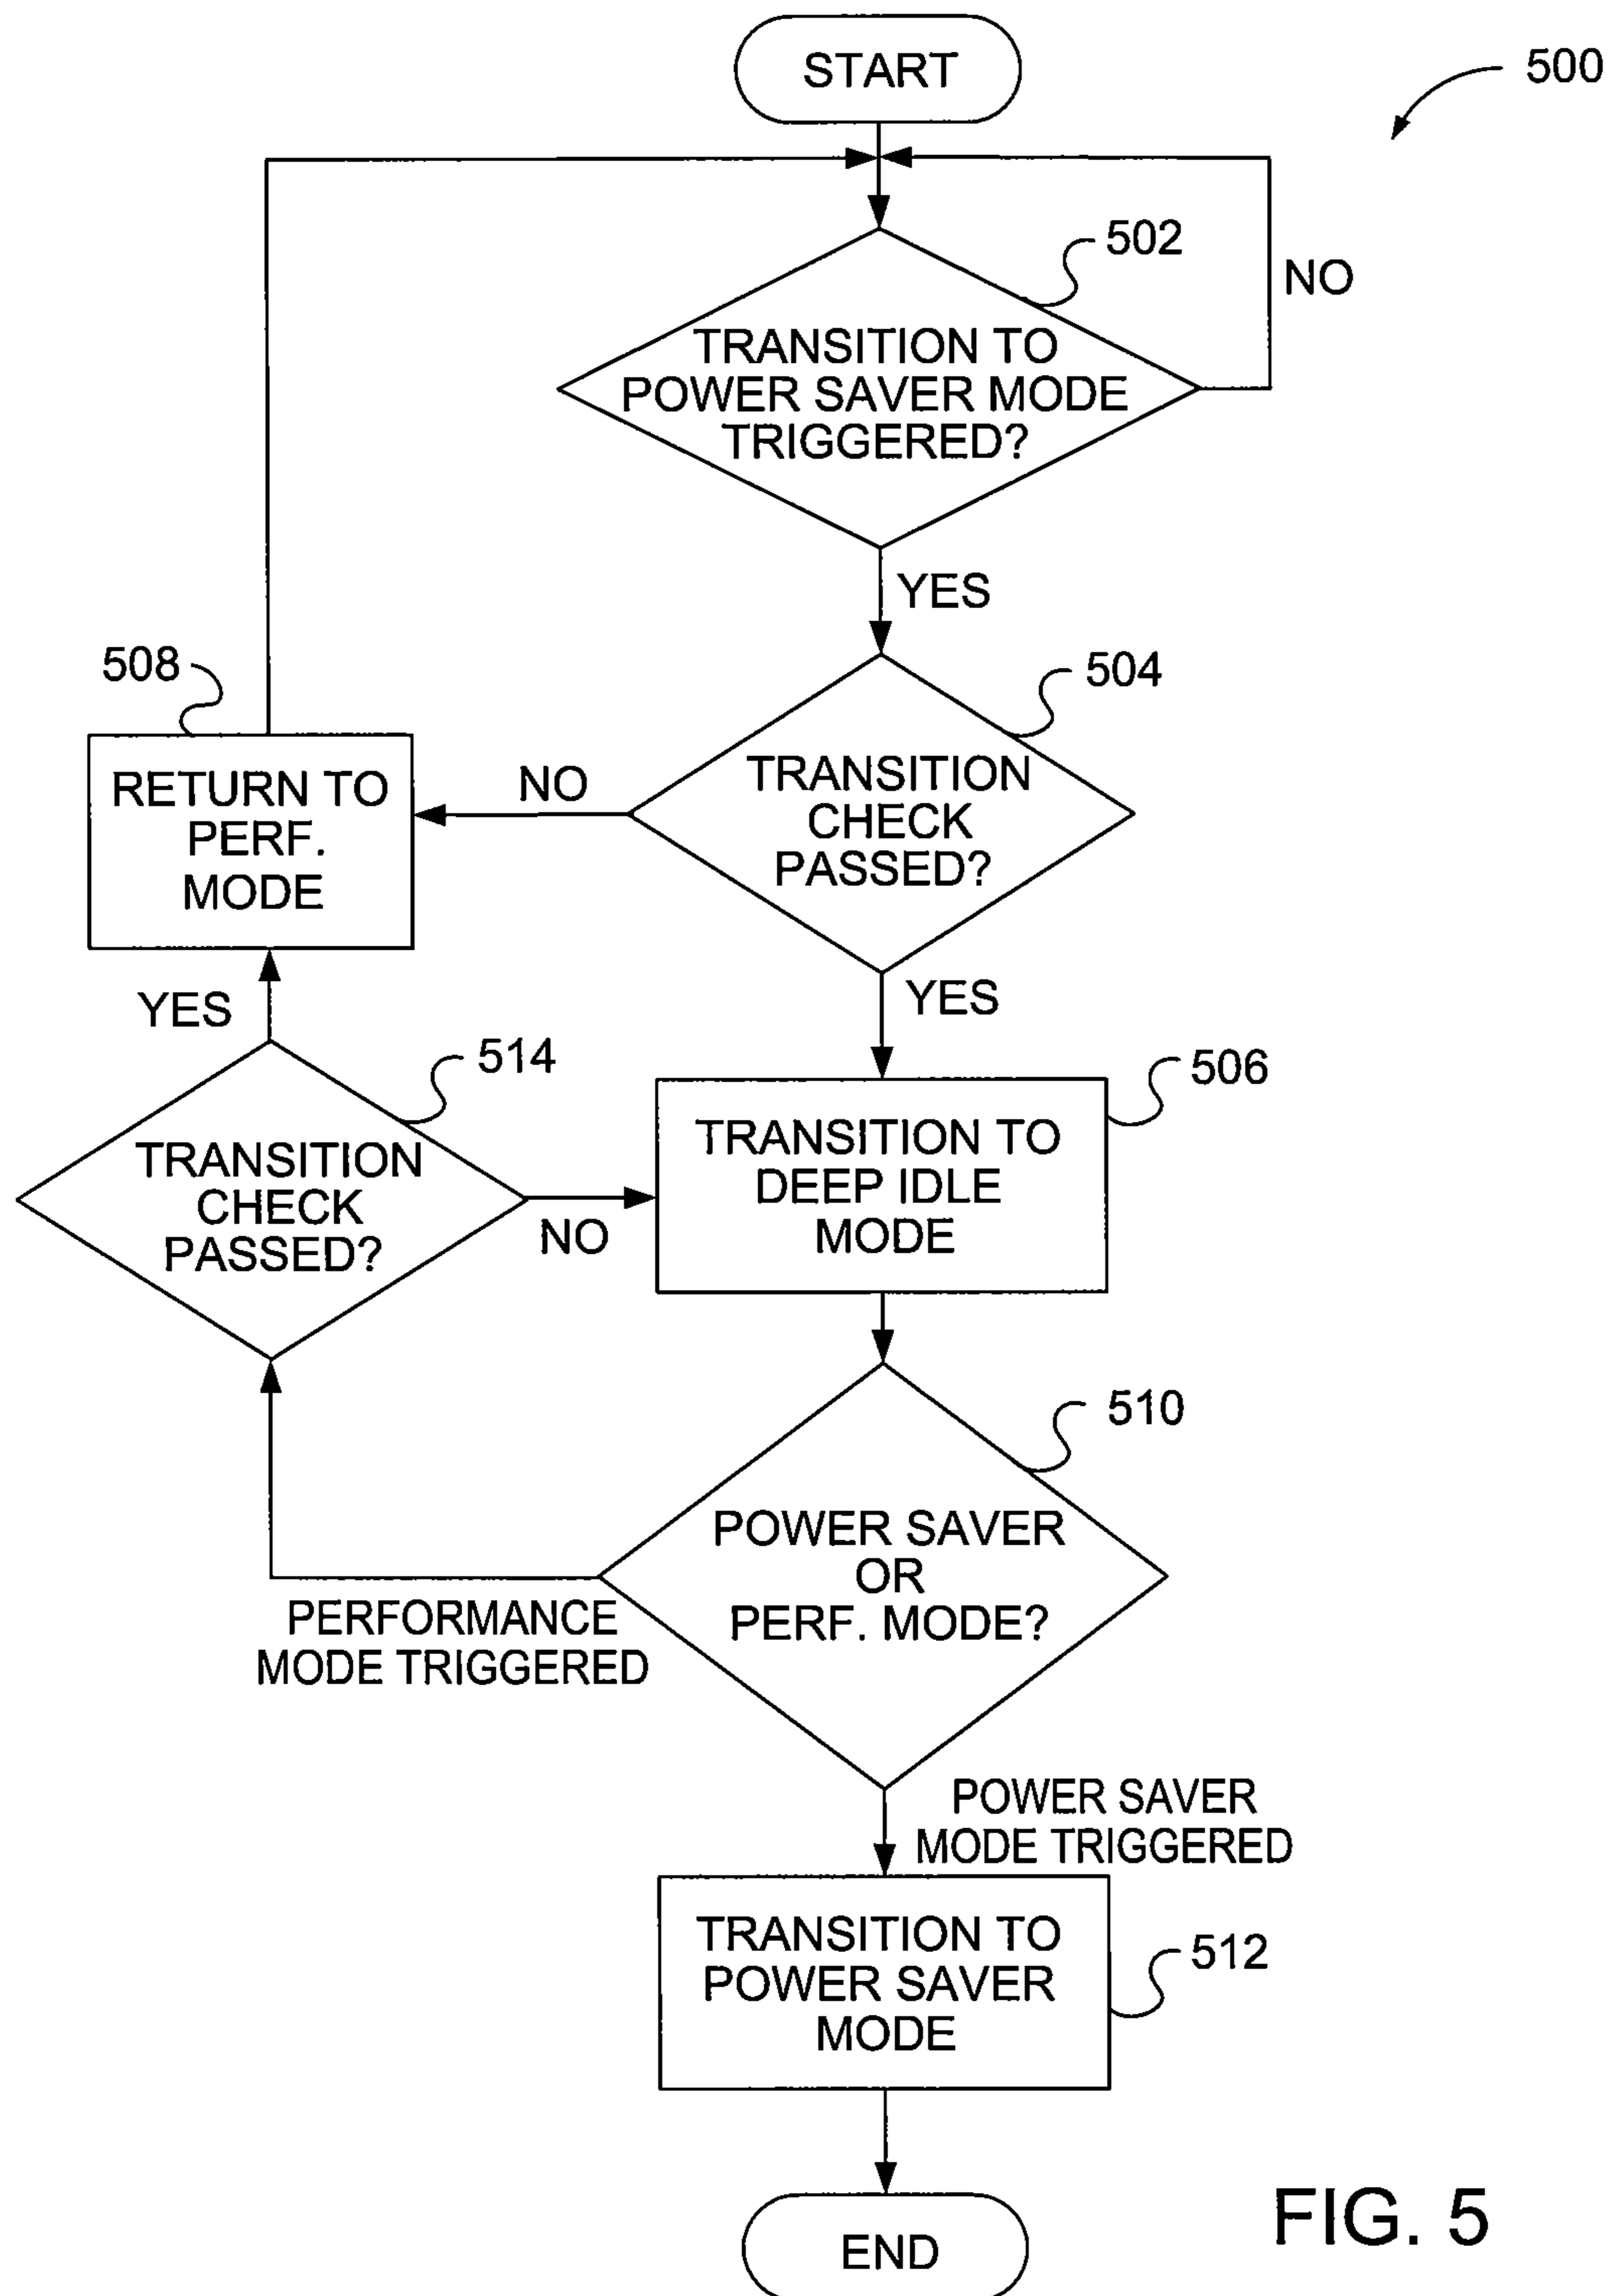 START
500
502
NO
TRANSITION TO
POWER SAVER MODE
TRIGGERED?
YES
508
504
RETURN TO
PERF.
MODE
NO
TRANSITION
CHECK
PASSED?
YES
YES
514
506
TRANSITION
CHECK
PASSED?
NO
TRANSITION TO
DEEP IDLE
MODE
510
POWER SAVER
OR
PERF. MODE?
PERFORMANCE
MODE TRIGGERED
POWER SAVER
MODE TRIGGERED
TRANSITION TO
POWER SAVER
MODE
512
END
FIG. 5